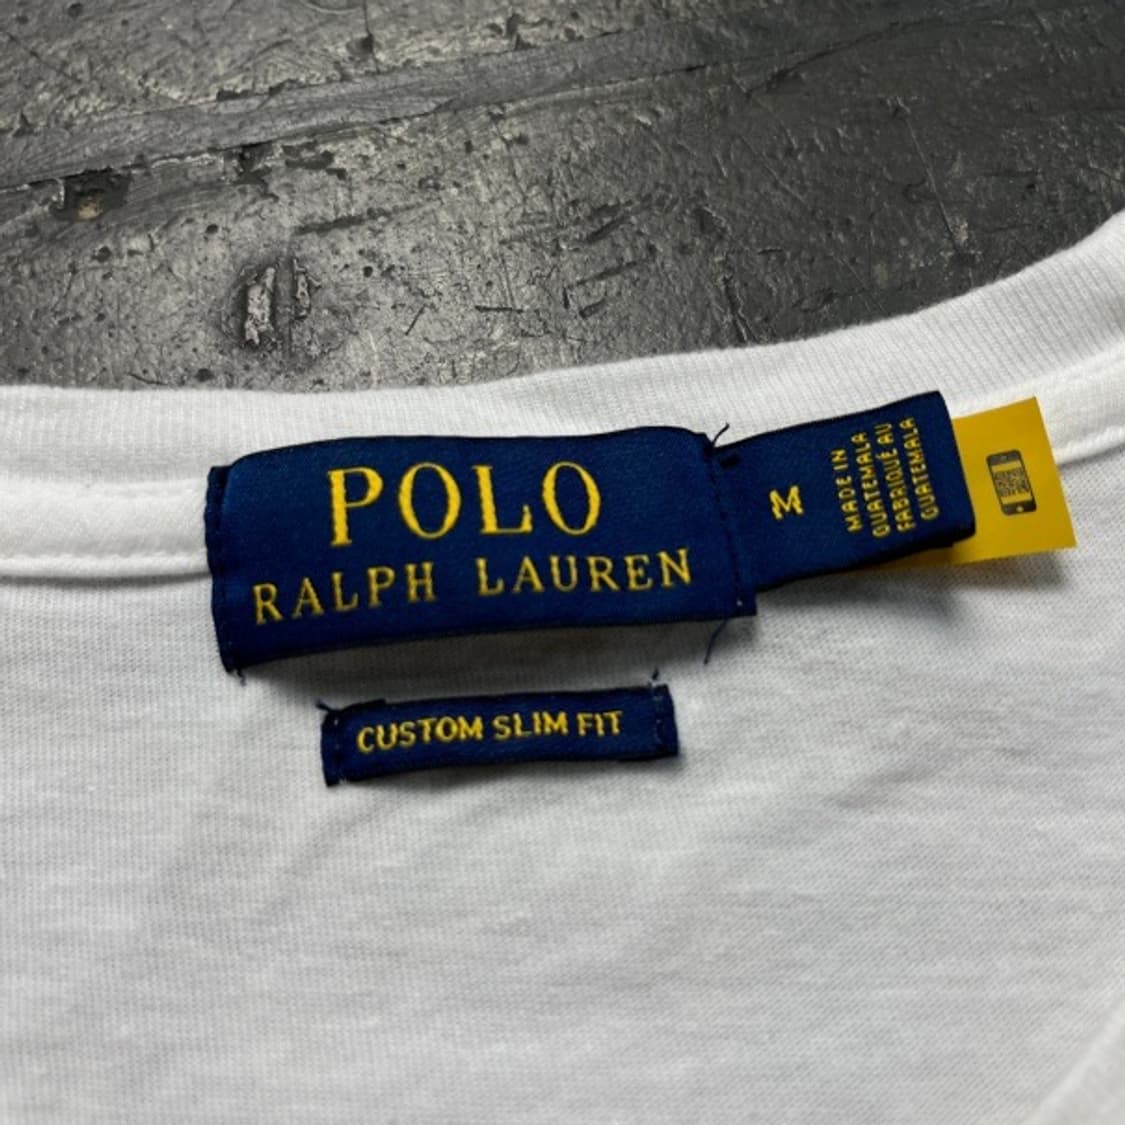 POLO
RALPH LAUREN
M
MADE IN
GUATEMALA
FABRIQUÉ AU
GUATEMALA
CUSTOM SLIM FIT